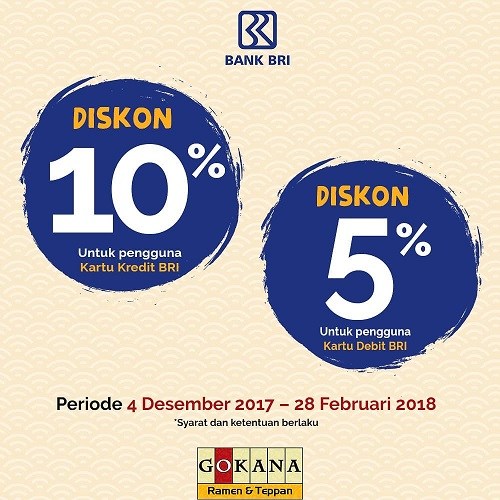 BANK BRI
DISKON
10%
Untuk pengguna
Kartu Kredit BRI
DISKON
5%
Untuk pengguna
Kartu Debit BRI
Periode 4 Desember 2017 – 28 Februari 2018
*Syarat dan ketentuan berlaku
GOKANA
Ramen & Teppan